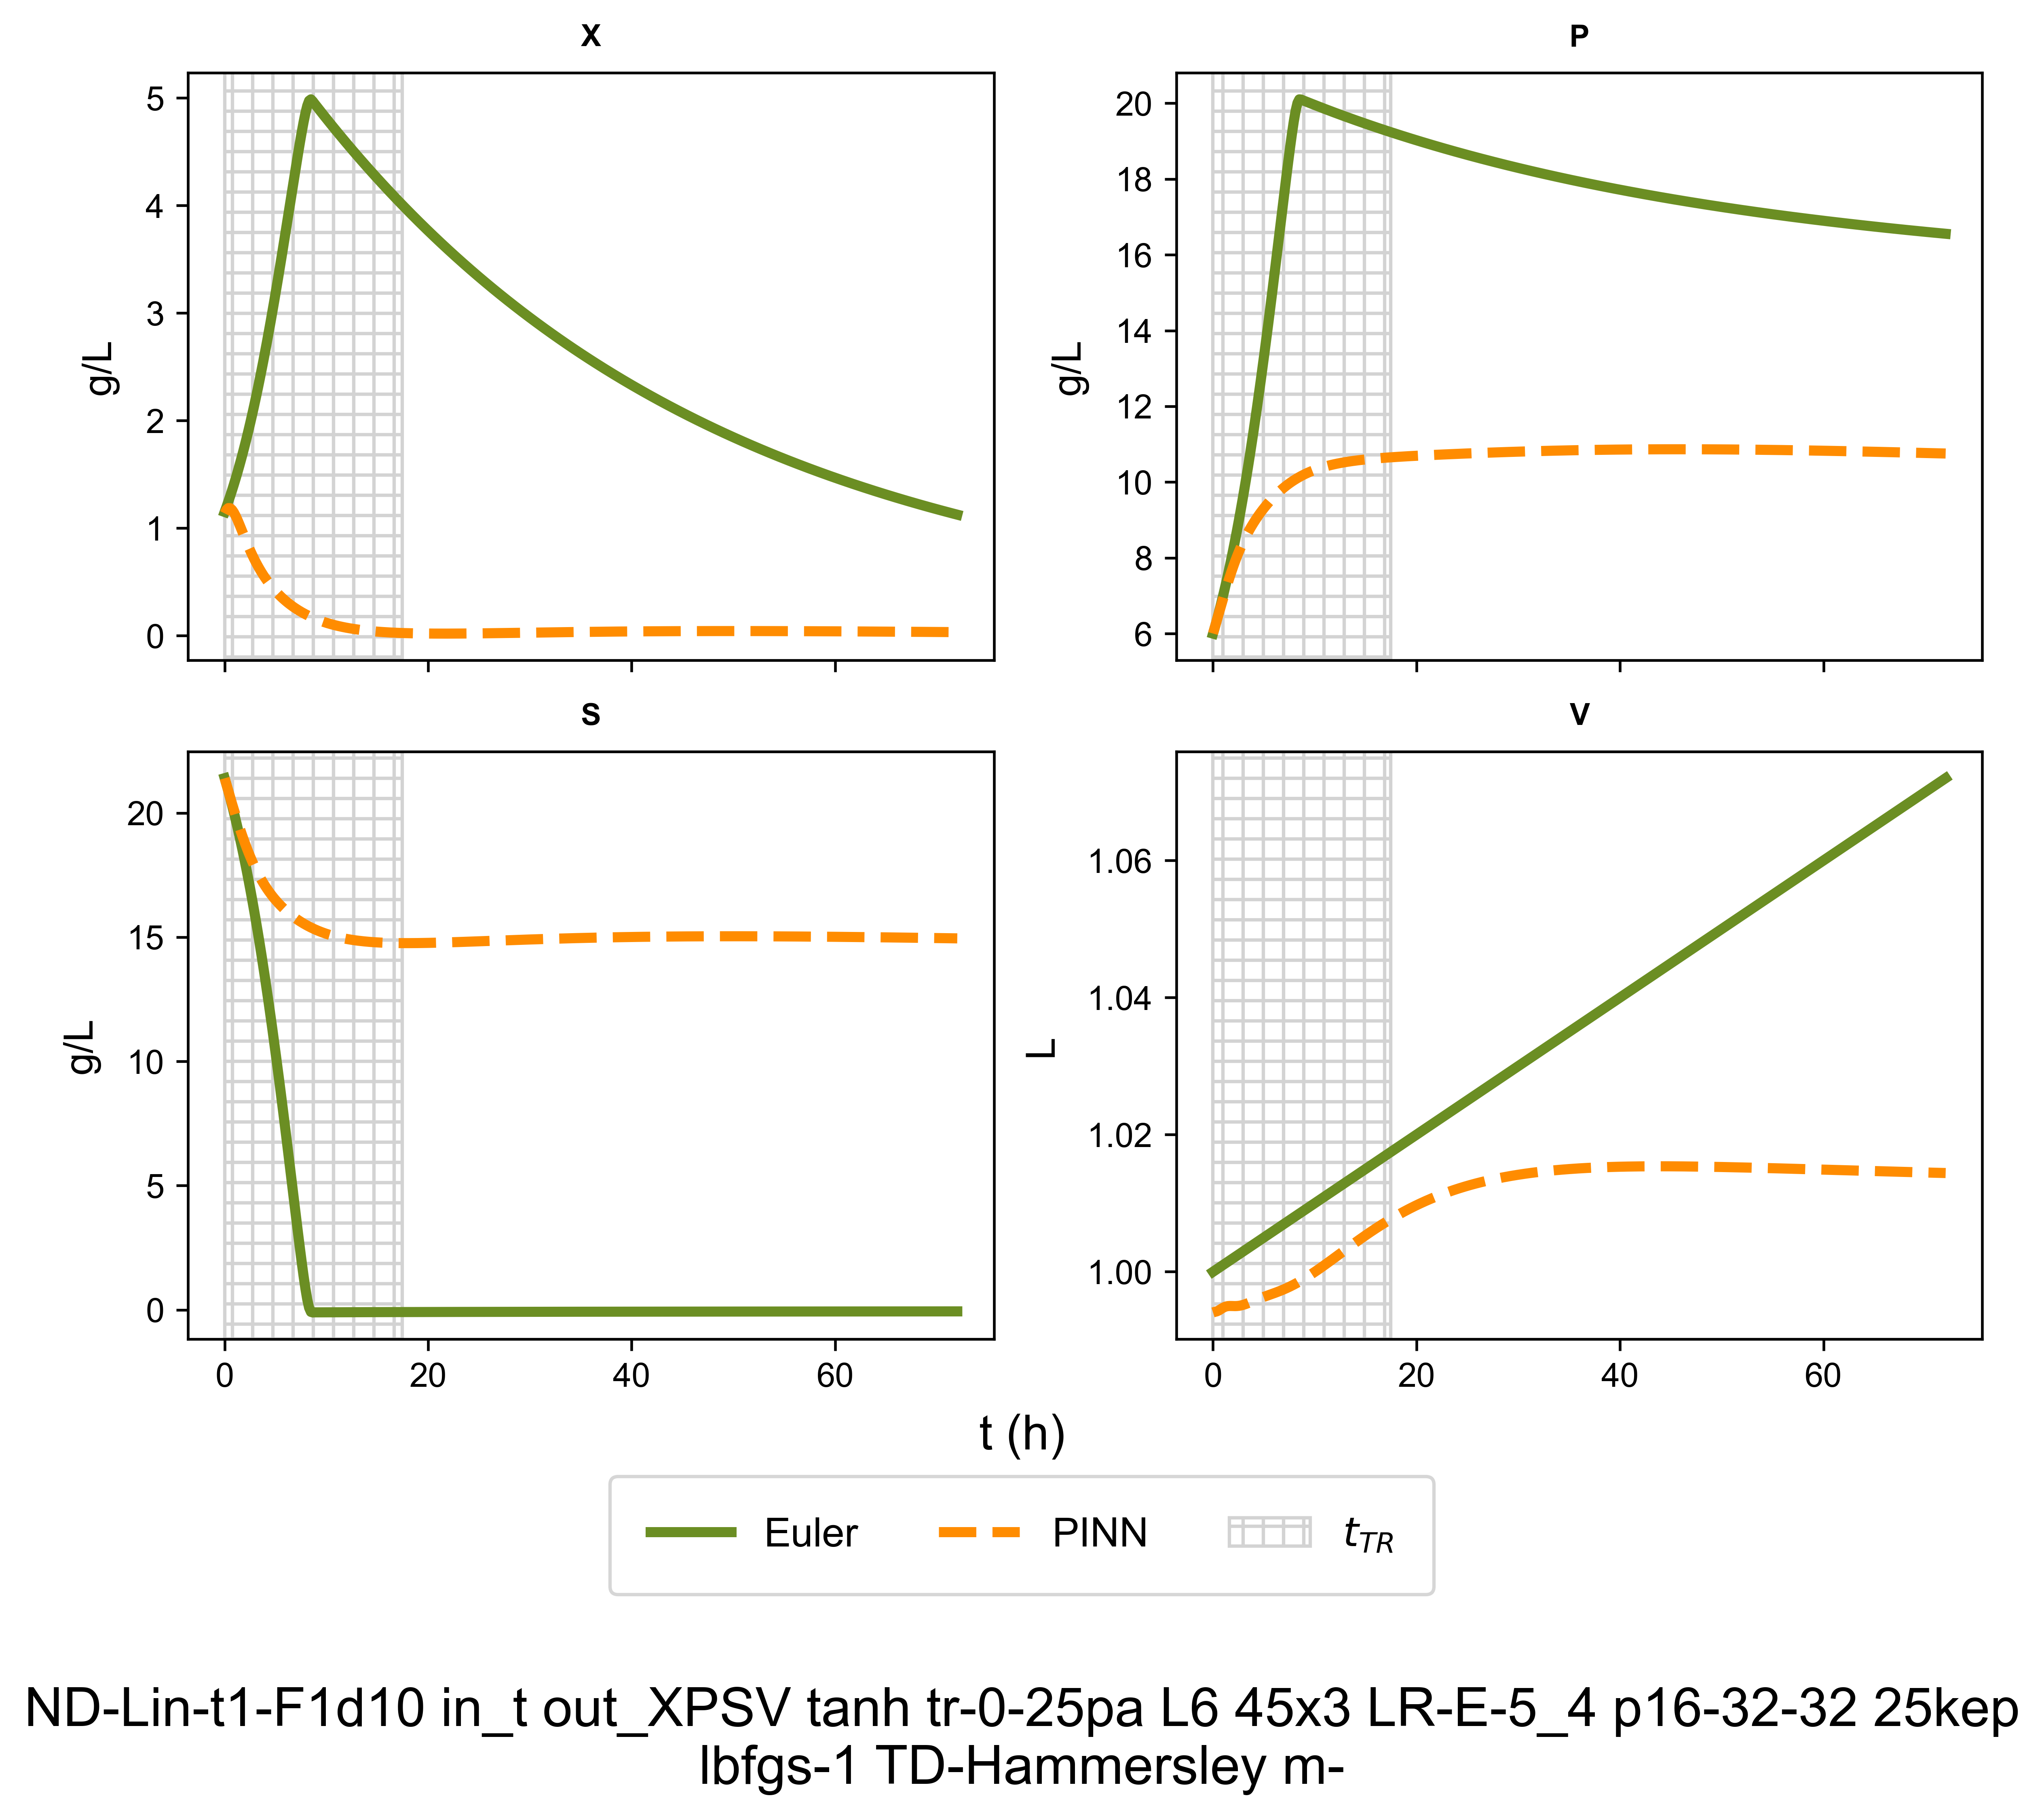 X
P
5
4
3
2
1
0
g/L
20
18
16
14
12
10
8
6
g/L
S
V
20
15
10
5
0
g/L
1.06
1.04
1.02
1.00
L
0 20 40 60
0 20 40 60
t (h)
Euler PINN t_TR
ND-Lin-t1-F1d10 in_t out_XPSV tanh tr-0-25pa L6 45x3 LR-E-5_4 p16-32-32 25kep
lbfgs-1 TD-Hammersley m-